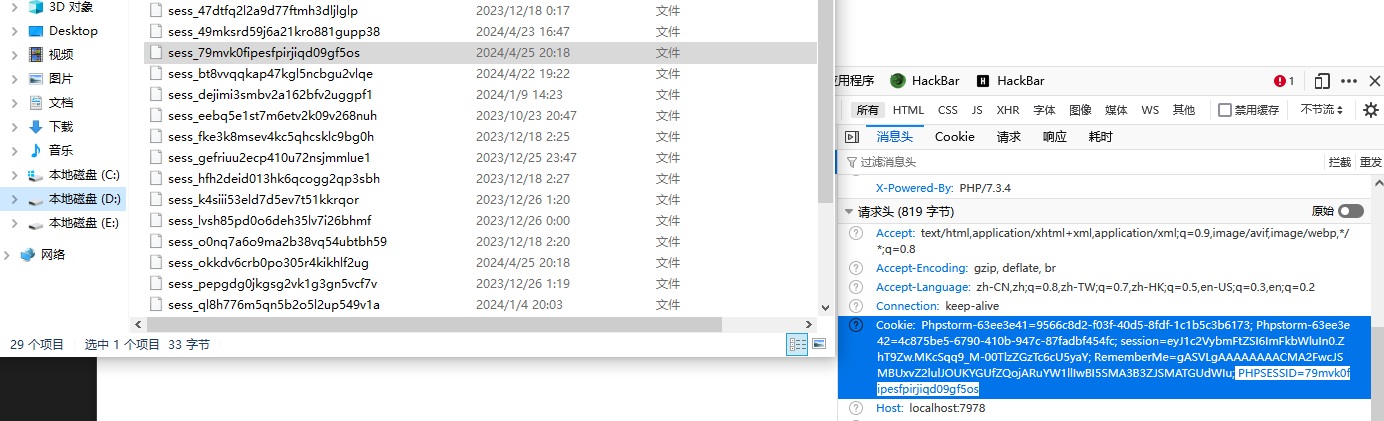 3D 对象
Desktop
视频
图片
文档
下载
音乐
本地磁盘 (C:)
本地磁盘 (D:)
本地磁盘 (E:)
网络
sess_47dtfq2l2a9d77ftmh3dljlglp 2023/12/18 0:17 文件
sess_49mksrd59j6a21kro881gupp38 2024/4/23 16:47 文件
sess_79mvk0fipesfpirjiqd09gf5os 2024/4/25 20:18 文件
sess_bt8vvqqkap47kgl5ncbgu2vlqe 2024/4/22 19:22 文件
sess_dejimi3smbv2a162bfv2uggpf1 2024/1/9 14:23 文件
sess_eebq5e1st7m6etv2k09v268nuh 2023/10/23 20:47 文件
sess_fke3k8msev4kc5qhcsklc9bg0h 2023/12/18 2:25 文件
sess_gefriuu2ecp410u72nsjmmlue1 2023/12/25 23:47 文件
sess_hfh2deid013hk6qcogg2qp3sbh 2023/12/18 2:27 文件
sess_k4siii53eld7d5ev7t51kkrqor 2023/12/26 1:20 文件
sess_lvsh85pd0o6deh35lv7i26bhmf 2023/12/26 0:00 文件
sess_o0nq7a6o9ma2b38vq54ubtbh59 2023/12/18 2:20 文件
sess_okkdv6crb0po305r4kikhlf2ug 2024/4/25 20:18 文件
sess_pepgdg0jkgsg2vk1g3gn5vcf7v 2023/12/26 1:19 文件
sess_ql8h776m5qn5b2o5l2up549v1a 2024/1/4 20:03 文件
29 个项目 选中 1 个项目 33 字节
应用程序 HackBar HackBar 1
所有 HTML CSS JS XHR 字体 图像 媒体 WS 其他 禁用缓存 不节流
消息头 Cookie 请求 响应 耗时
过滤消息头 拦截 重发
X-Powered-By: PHP/7.3.4
请求头 (819 字节) 原始
Accept: text/html,application/xhtml+xml,application/xml;q=0.9,image/avif,image/webp,*/
*;q=0.8
Accept-Encoding: gzip, deflate, br
Accept-Language: zh-CN,zh;q=0.8,zh-TW;q=0.7,zh-HK;q=0.5,en-US;q=0.3,en;q=0.2
Connection: keep-alive
Cookie: Phpstorm-63ee3e41=9566c8d2-f03f-40d5-8fdf-1c1b5c3b6173; Phpstorm-63ee3e
42=4c875be5-6790-410b-947c-87fadbf454fc; session=eyJ1c2VybmFtZSI6ImFkbWluIn0.Z
hT9Zw.MKcSqq9_M-00TlzZGzTc6cU5yaY; RememberMe=gASVLgAAAAAAAACMA2FwcJS
MBUxvZ2lulJOUKYGUfZQojARuYW1lIIwBI5SMA3B3ZJSMATGUdWIu; PHPSESSID=79mvk0f
ipesfpirjiqd09gf5os
Host: localhost:7978